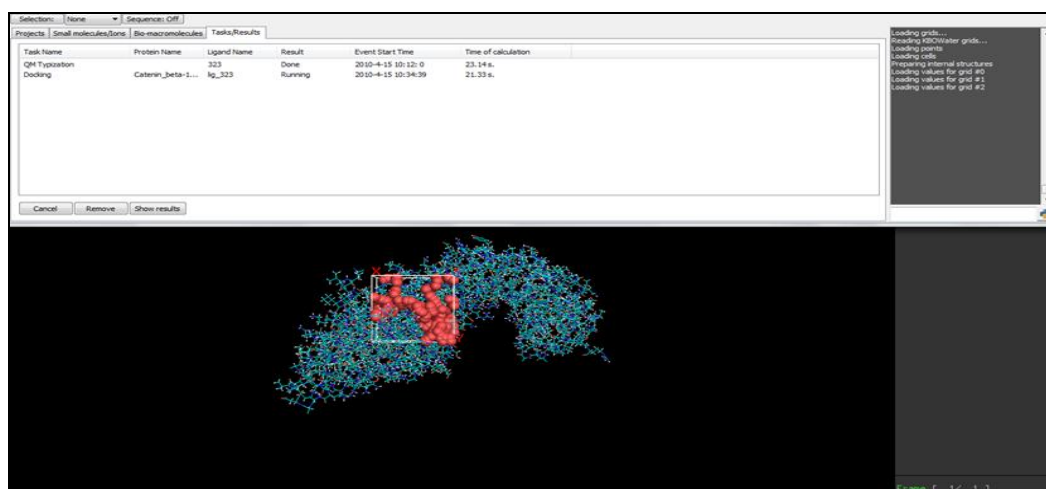 Selection: None Sequence: Off
Projects Small molecules/Ions Bio-macromolecules Tasks/Results
Task Name Protein Name Ligand Name Result Event Start Time Time of calculation
QM Typization 323 Done 2010-4-15 10:12: 0 23.14 s.
Docking Catenin_beta-1... lig_323 Running 2010-4-15 10:34:39 21.33 s.
Cancel Remove Show results
Loading grids...
Reading KBOWater grids...
Loading points
Loading cells
Preparing internal structures
Loading values for grid #0
Loading values for grid #1
Loading values for grid #2
Frame [ 1/ 1 ]